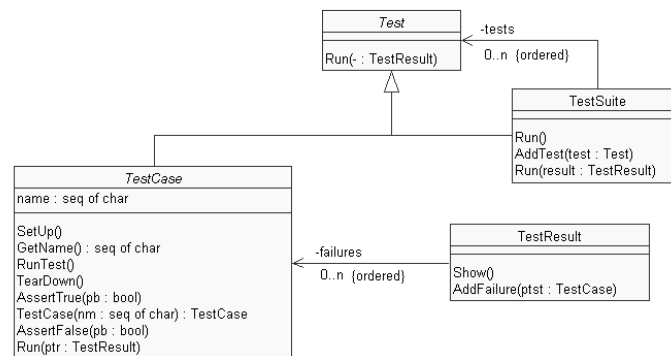 Test
Run(- : TestResult)
-tests
0..n {ordered}
TestSuite
Run()
AddTest(test : Test)
Run(result : TestResult)
TestCase
name : seq of char
SetUp()
GetName() : seq of char
RunTest()
TearDown()
AssertTrue(pb : bool)
TestCase(nm : seq of char) : TestCase
AssertFalse(pb : bool)
Run(ptr : TestResult)
-failures
0..n {ordered}
TestResult
Show()
AddFailure(ptst : TestCase)